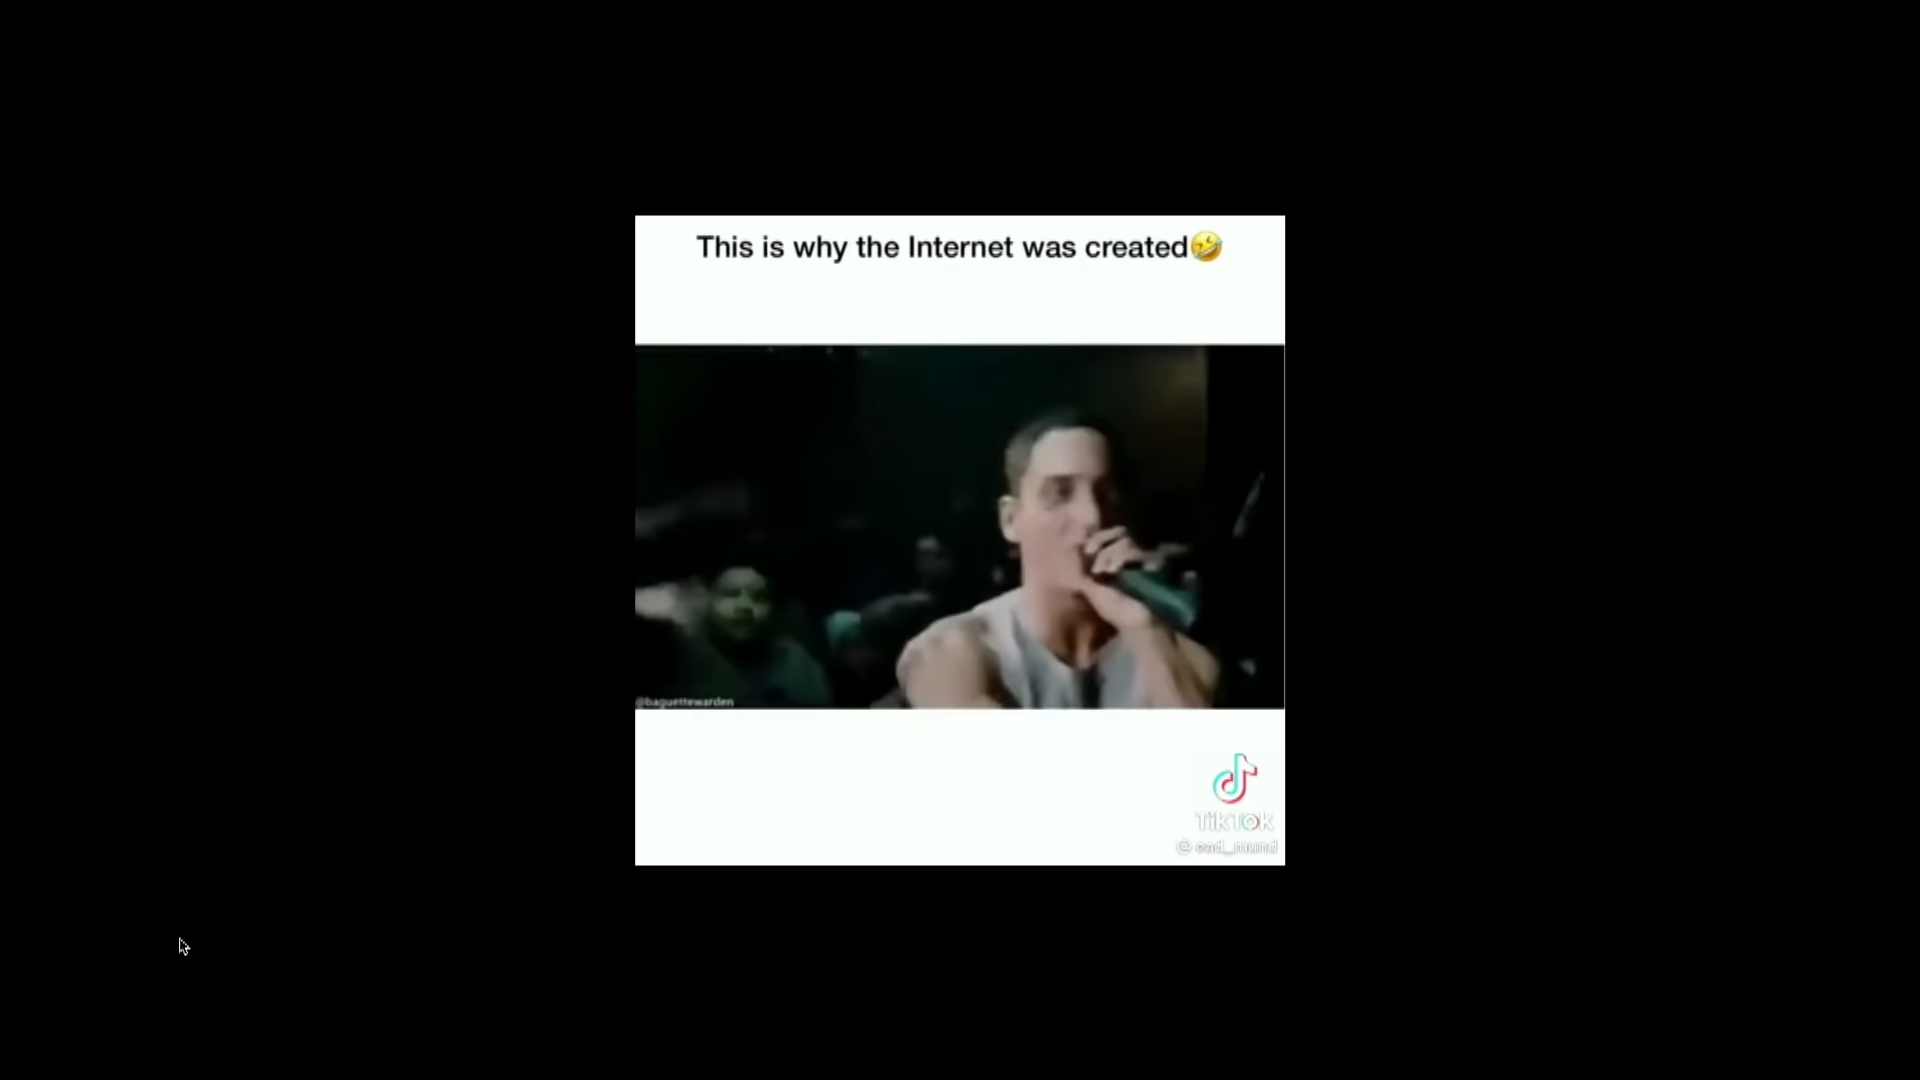 This is why the Internet was created🤣
@baguettewarden
TikTok